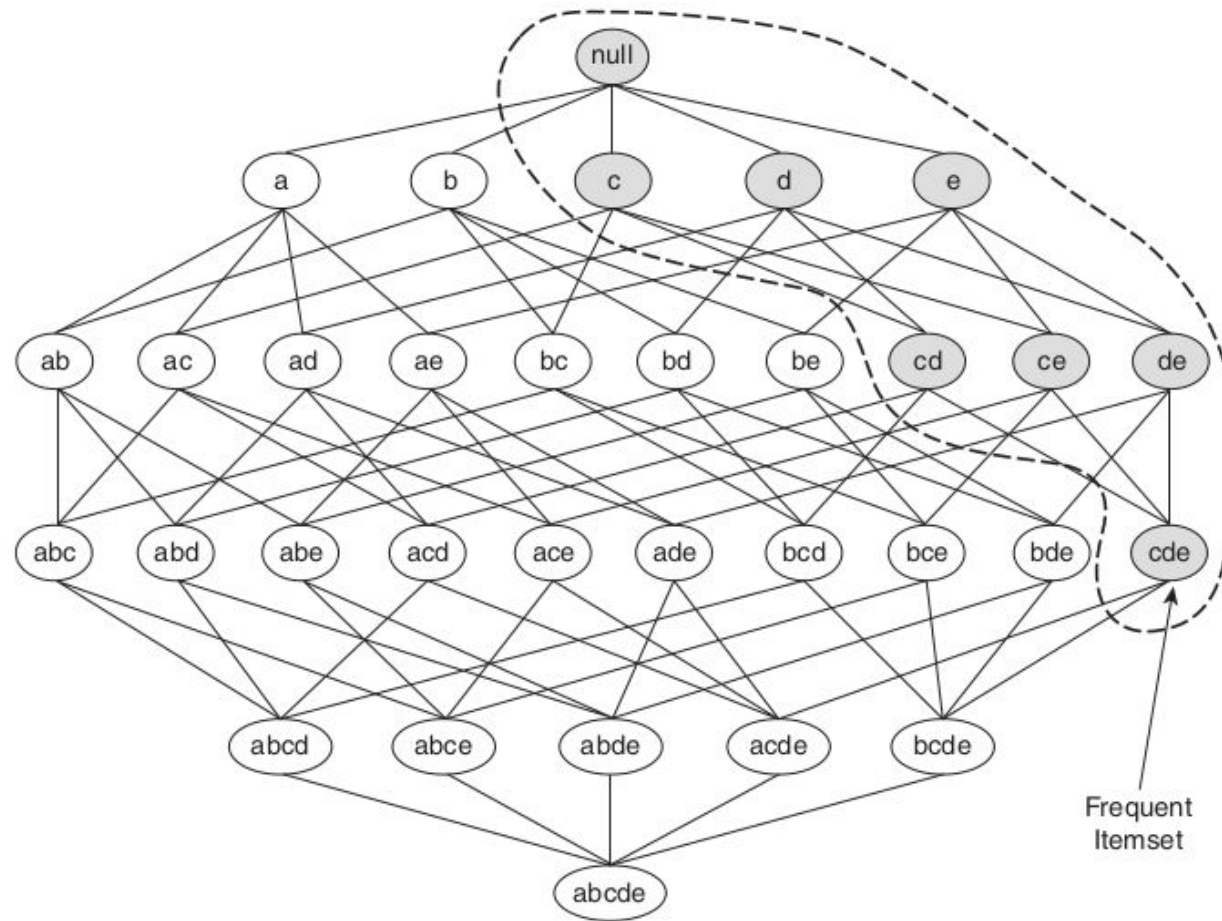 null
a b c d e
ab ac ad ae bc bd be cd ce de
abc abd abe acd ace ade bcd bce bde cde
abcd abce abde acde bcde
Frequent
Itemset
abcde